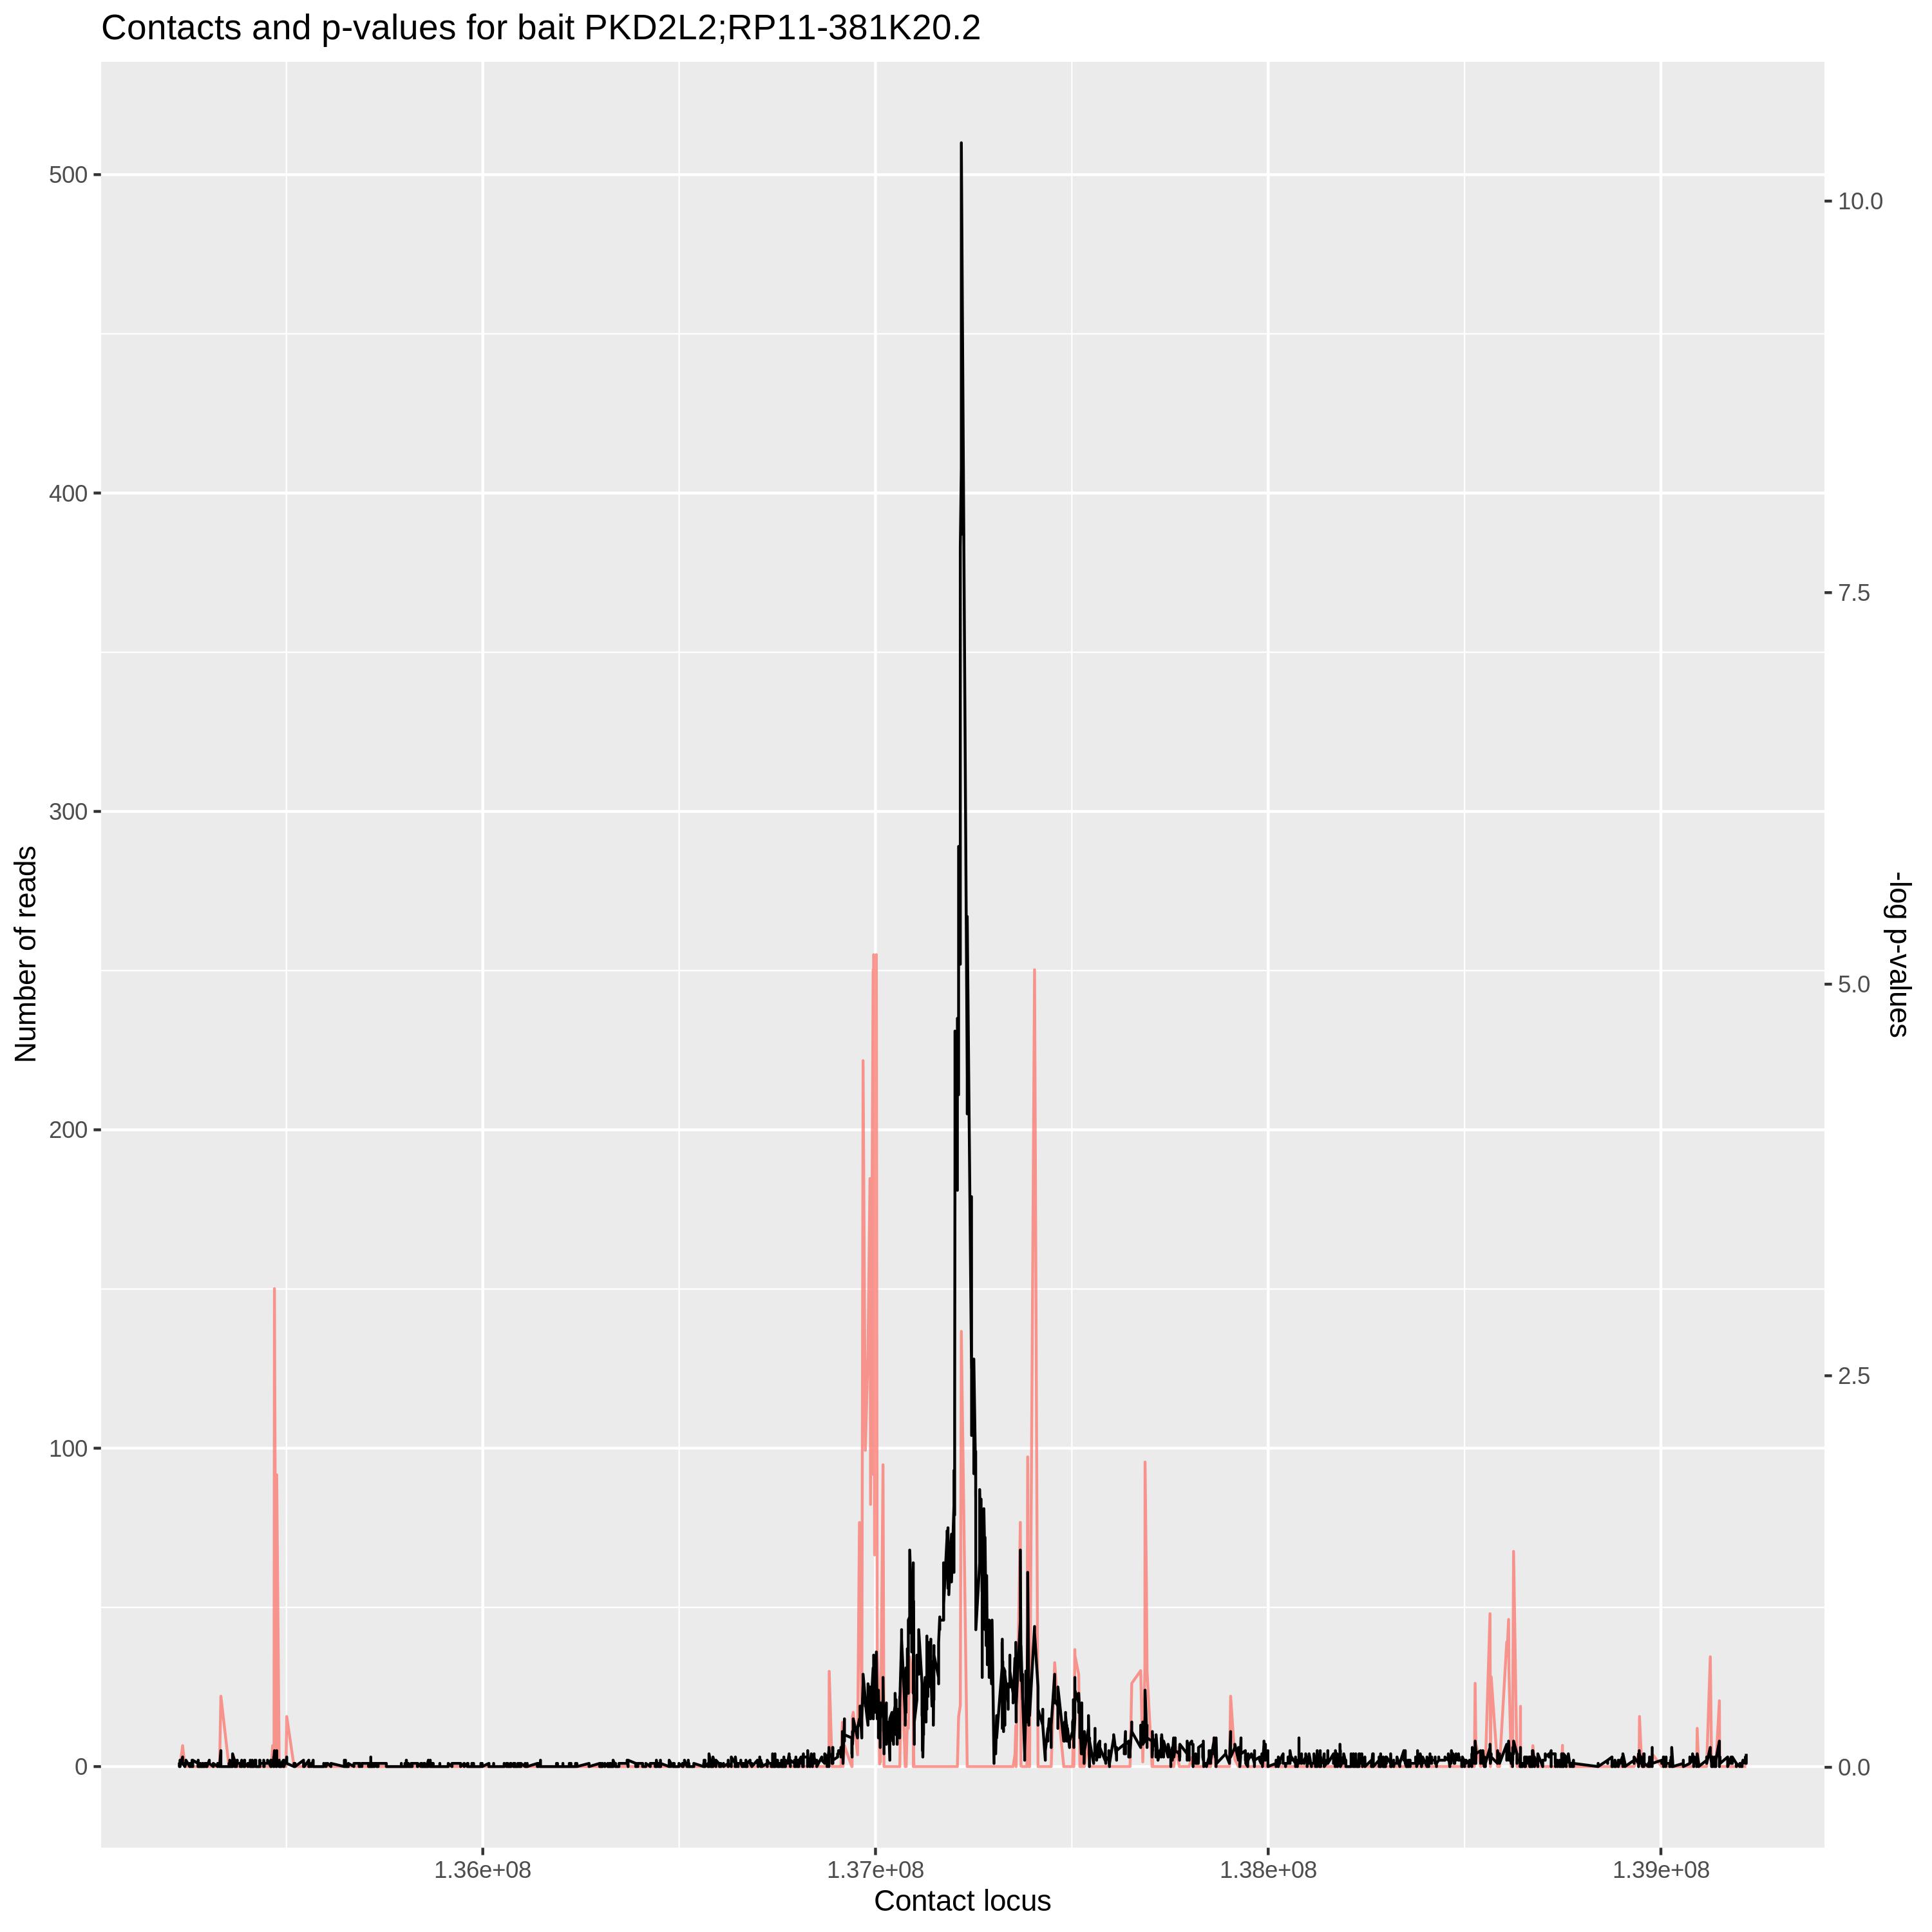 Contacts and p-values for bait PKD2L2;RP11-381K20.2
500
400
300
200
100
0
Number of reads
10.0
7.5
5.0
2.5
0.0
-log p-values
1.36e+08
1.37e+08
1.38e+08
1.39e+08
Contact locus